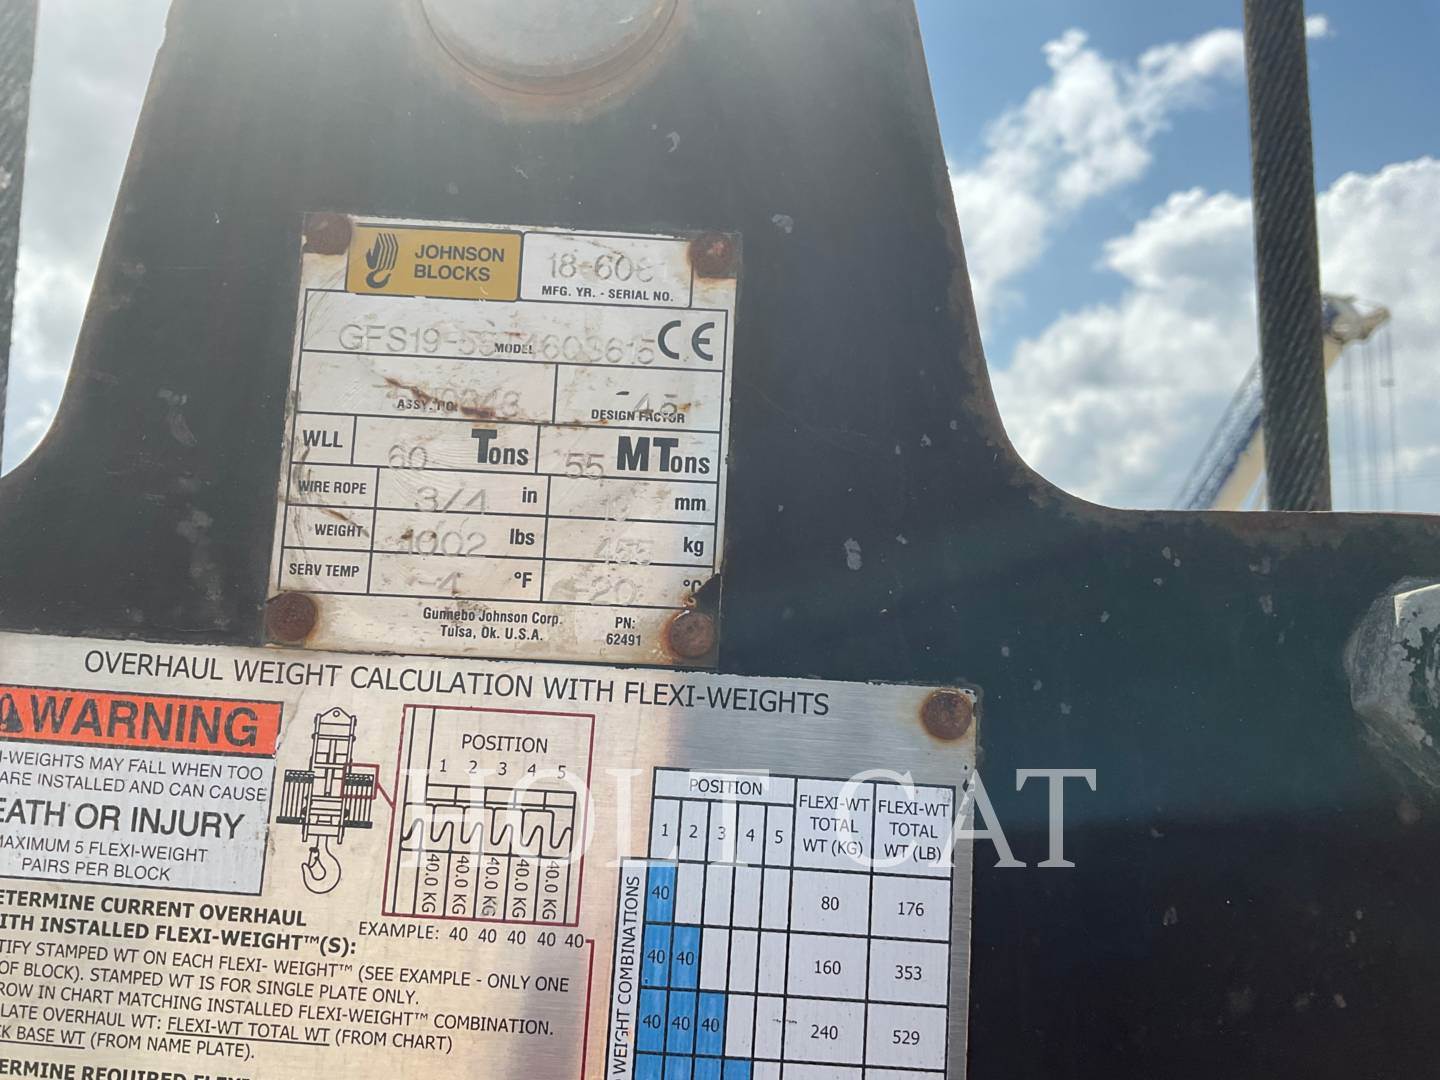 JOHNSON
BLOCKS
MFG. YR. - SERIAL NO.
MODEL
CE
ASSY. NO.
DESIGN FACTOR
WLL 60 Tons 55 MTons
WIRE ROPE 3/4 in mm
WEIGHT 1002 lbs 455 kg
SERV TEMP -4 °F -20 °C
Gunnebo Johnson Corp.
Tulsa, Ok. U.S.A.
PN:
62491
OVERHAUL WEIGHT CALCULATION WITH FLEXI-WEIGHTS
WARNING
I-WEIGHTS MAY FALL WHEN TOO
ARE INSTALLED AND CAN CAUSE
EATH OR INJURY
MAXIMUM 5 FLEXI-WEIGHT
PAIRS PER BLOCK
POSITION
1 2 3 4 5
40.0 KG 40.0 KG 40.0 KG 40.0 KG 40.0 KG
EXAMPLE: 40 40 40 40 40
ETERMINE CURRENT OVERHAUL
ITH INSTALLED FLEXI-WEIGHT™(S):
TIFY STAMPED WT ON EACH FLEXI- WEIGHT™ (SEE EXAMPLE - ONLY ONE
OF BLOCK). STAMPED WT IS FOR SINGLE PLATE ONLY.
ROW IN CHART MATCHING INSTALLED FLEXI-WEIGHT™ COMBINATION.
LATE OVERHAUL WT: FLEXI-WT TOTAL WT (FROM CHART)
CK BASE WT (FROM NAME PLATE).
ERMINE REQUIRED
POSITION
1 2 3 4 5
FLEXI-WT
TOTAL
WT (KG)
FLEXI-WT
TOTAL
WT (LB)
WEIGHT COMBINATIONS
40 80 176
40 40 160 353
40 40 40 240 529
HOLT CAT